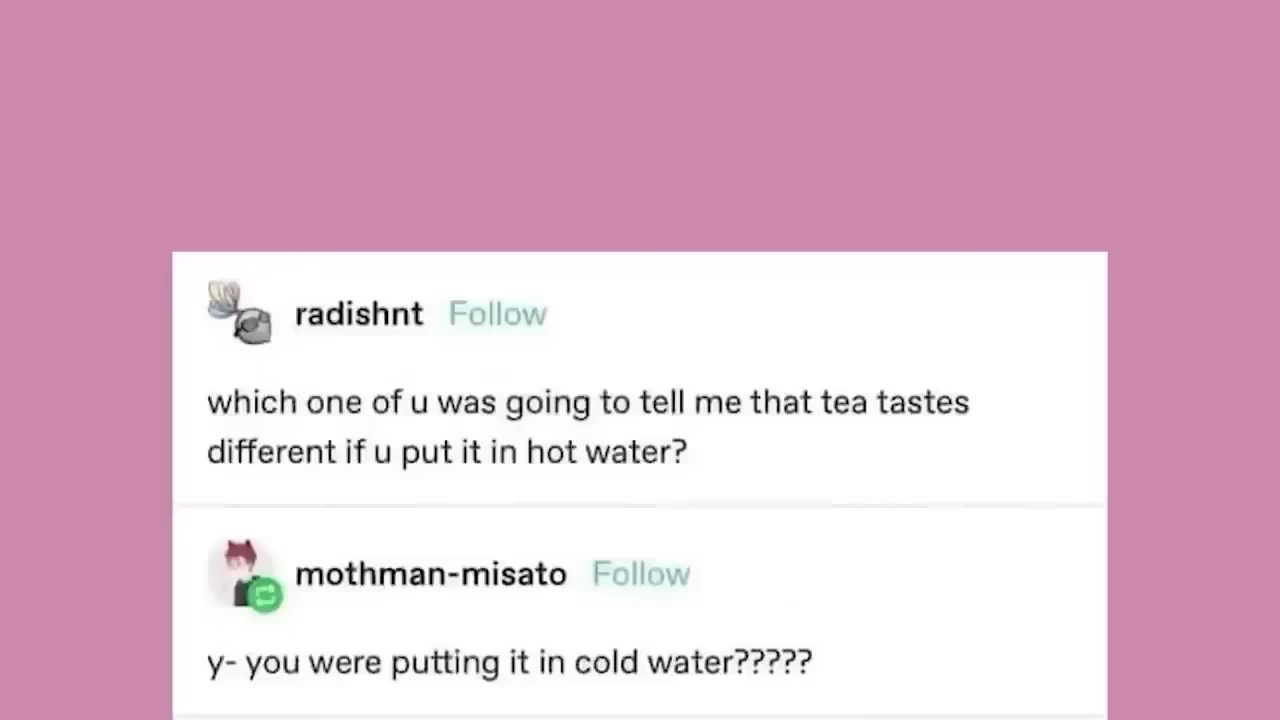 radishnt Follow
which one of u was going to tell me that tea tastes
different if u put it in hot water?
mothman-misato Follow
y- you were putting it in cold water?????